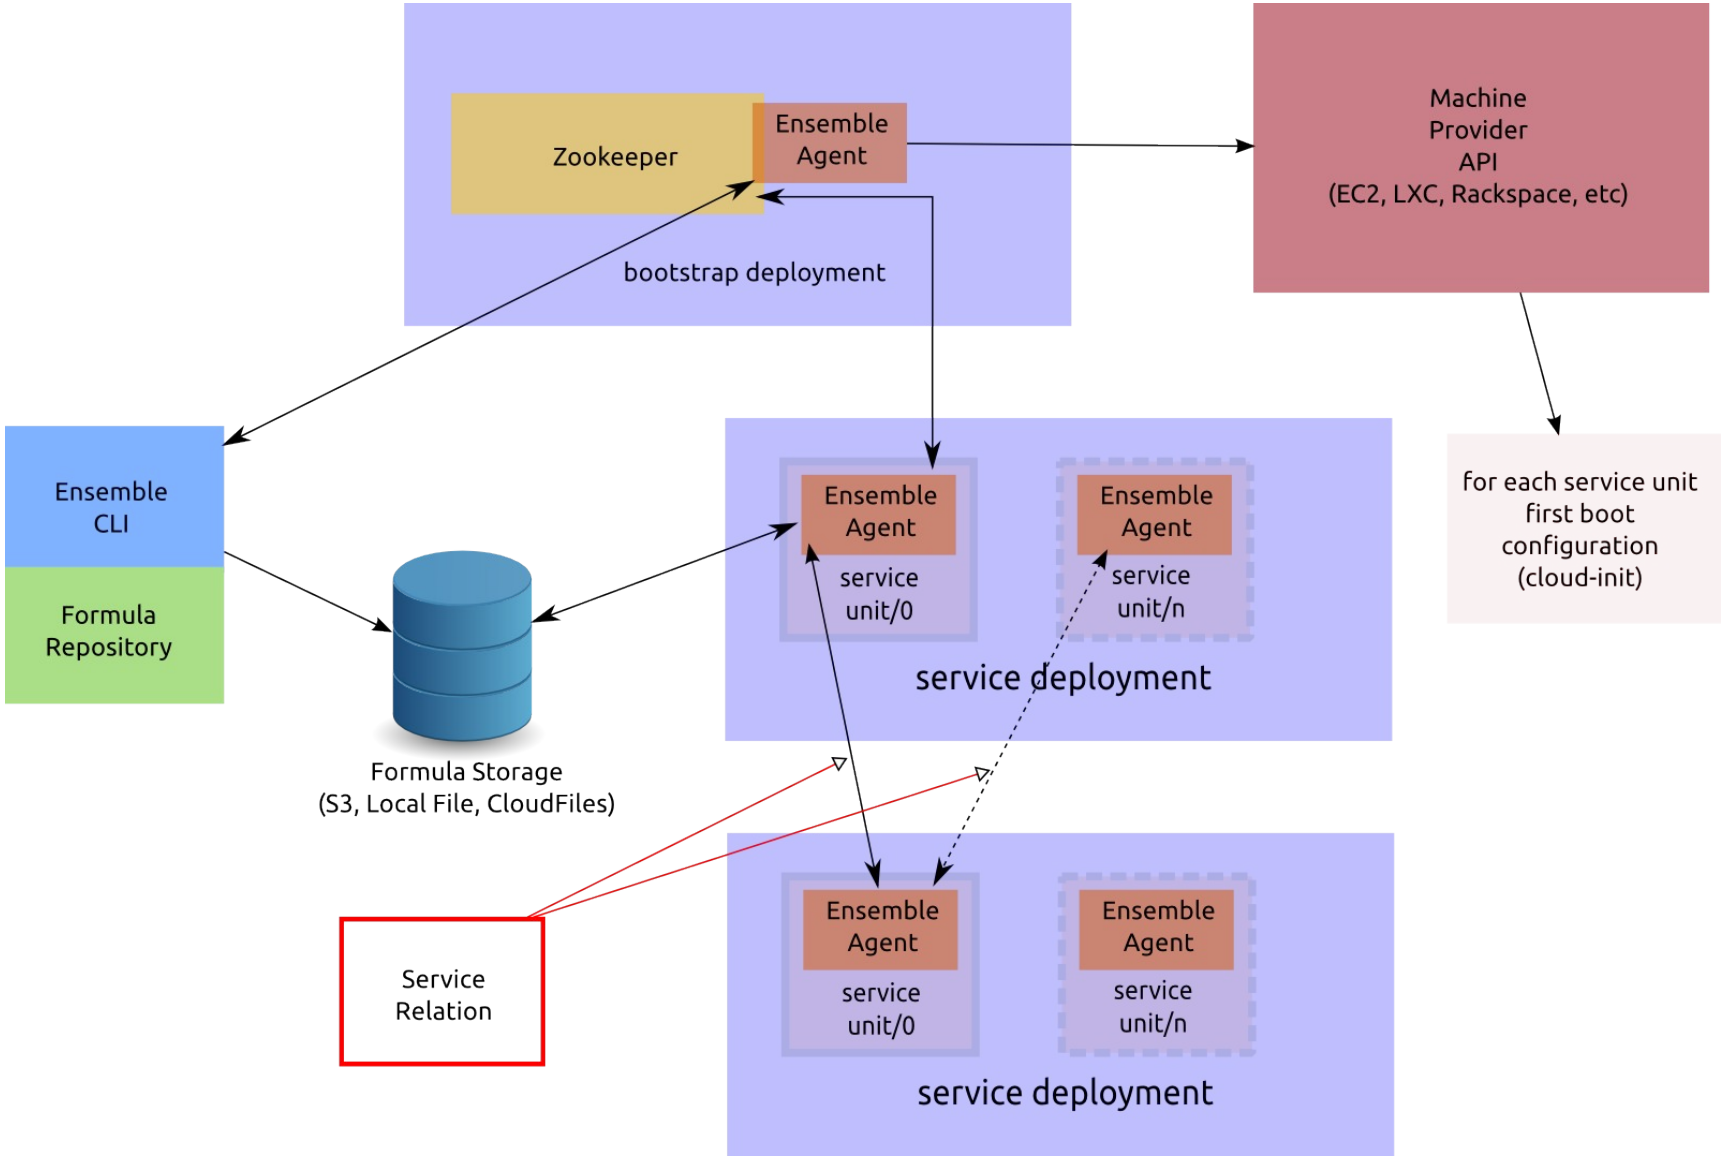 Zookeeper
Ensemble
Agent
bootstrap deployment
Machine
Provider
API
(EC2, LXC, Rackspace, etc)
Ensemble
CLI
Formula
Repository
Formula Storage
(S3, Local File, CloudFiles)
Ensemble
Agent
service
unit/0
Ensemble
Agent
service
unit/n
service deployment
for each service unit
first boot
configuration
(cloud-init)
Service
Relation
Ensemble
Agent
service
unit/0
Ensemble
Agent
service
unit/n
service deployment